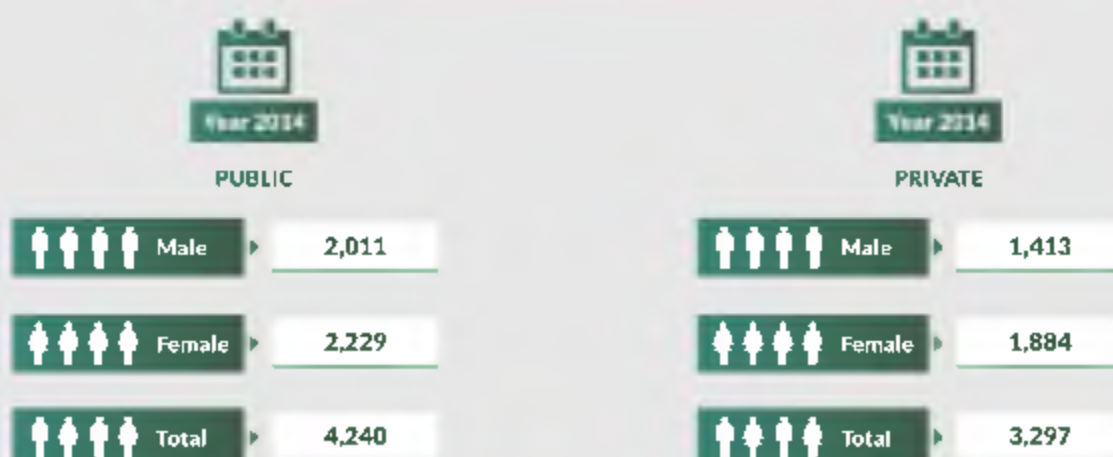 Year 2014
PUBLIC
Male 2,011
Female 2,229
Total 4,240
Year 2014
PRIVATE
Male 1,413
Female 1,884
Total 3,297